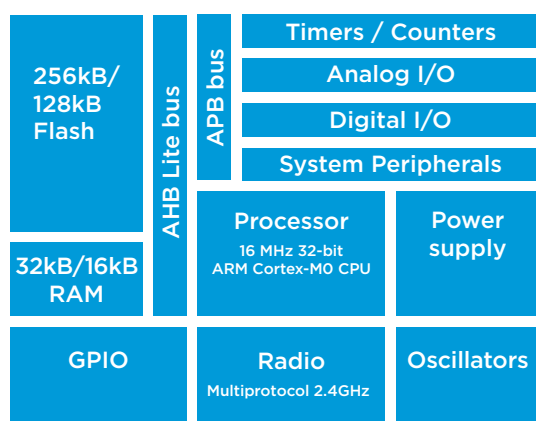 256kB/
128kB
Flash
AHB Lite bus
APB bus
Timers / Counters
Analog I/O
Digital I/O
System Peripherals
32kB/16kB
RAM
Processor
16 MHz 32-bit
ARM Cortex-M0 CPU
Power
supply
GPIO
Radio
Multiprotocol 2.4GHz
Oscillators